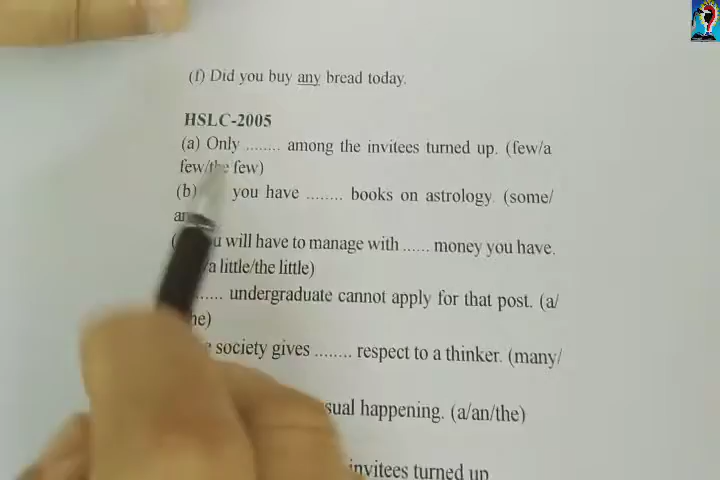 (f) Did you buy any bread today.
HSLC-2005
(a) Only ........ among the invitees turned up. (few/a
few/the few)
(b) you have ........ books on astrology. (some/
will have to manage with ...... money you have.
/a little/the little)
...... undergraduate cannot apply for that post. (a/
society gives ........ respect to a thinker. (many/
happening. (a/an/the)
invitees turned up